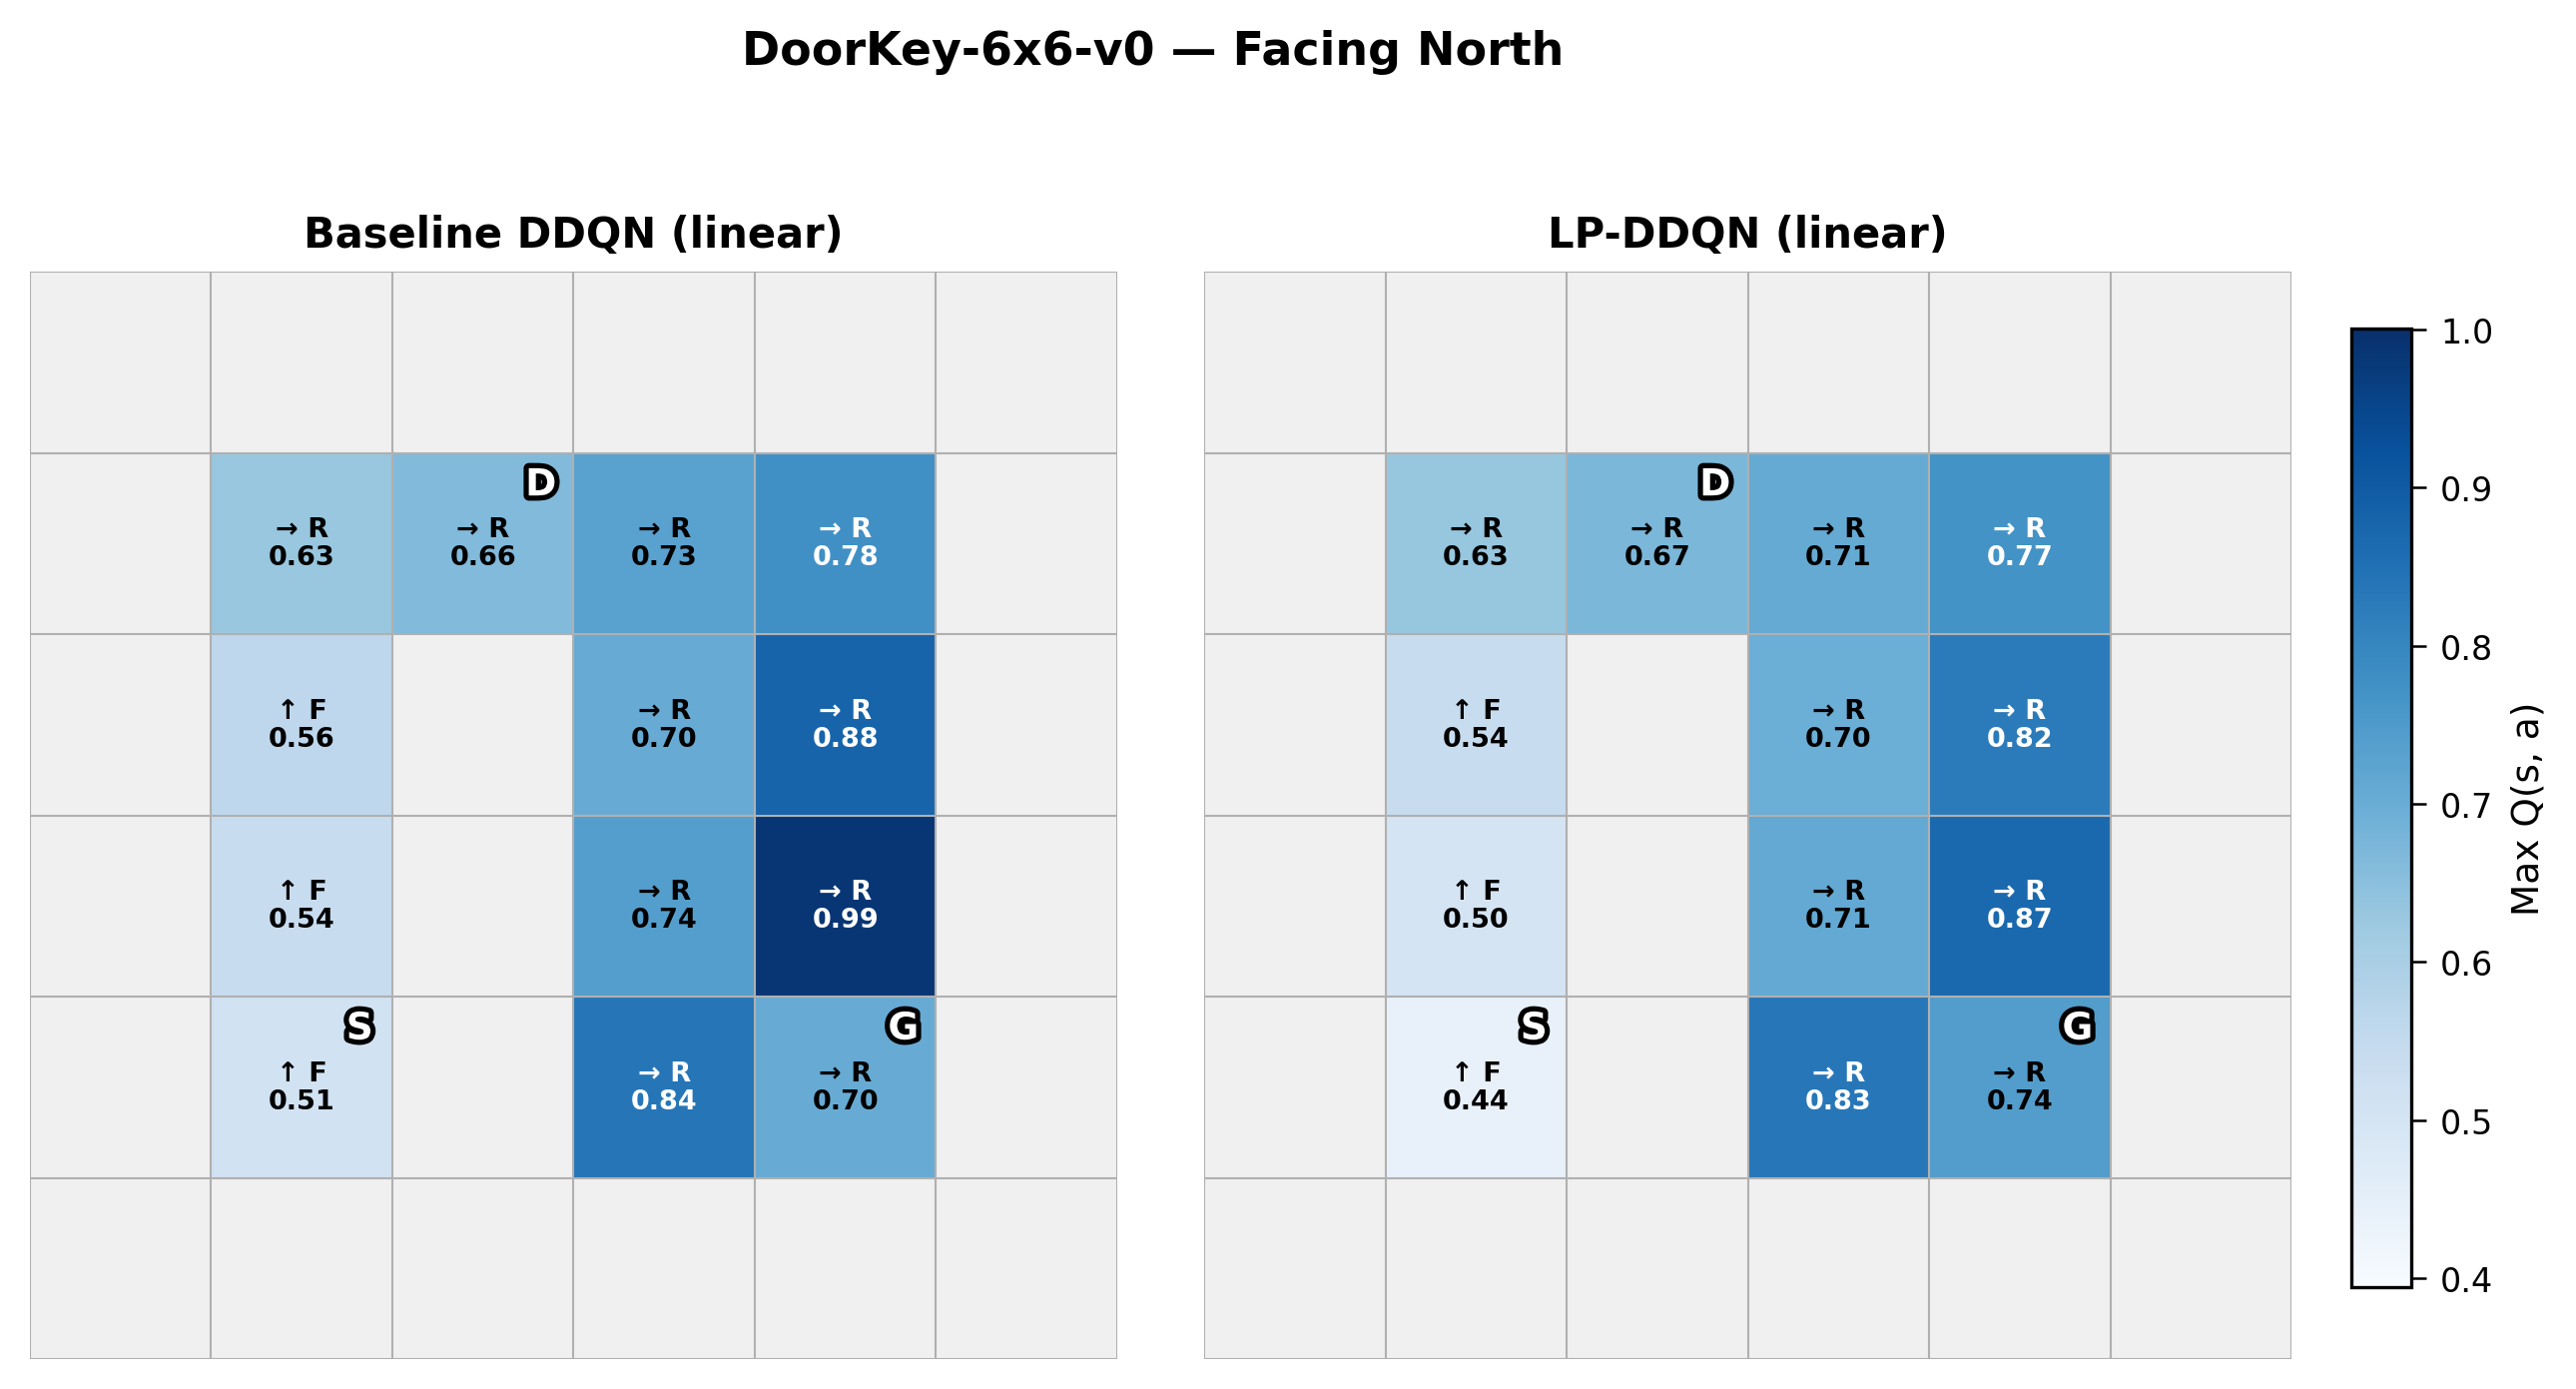 DoorKey-6x6-v0 — Facing North
Baseline DDQN (linear)
D
→ R
0.63
→ R
0.66
→ R
0.73
→ R
0.78
↑ F
0.56
→ R
0.70
→ R
0.88
↑ F
0.54
→ R
0.74
→ R
0.99
S
G
↑ F
0.51
→ R
0.84
→ R
0.70
LP-DDQN (linear)
D
→ R
0.63
→ R
0.67
→ R
0.71
→ R
0.77
↑ F
0.54
→ R
0.70
→ R
0.82
↑ F
0.50
→ R
0.71
→ R
0.87
S
G
↑ F
0.44
→ R
0.83
→ R
0.74
1.0
0.9
0.8
0.7
0.6
0.5
0.4
Max Q(s, a)